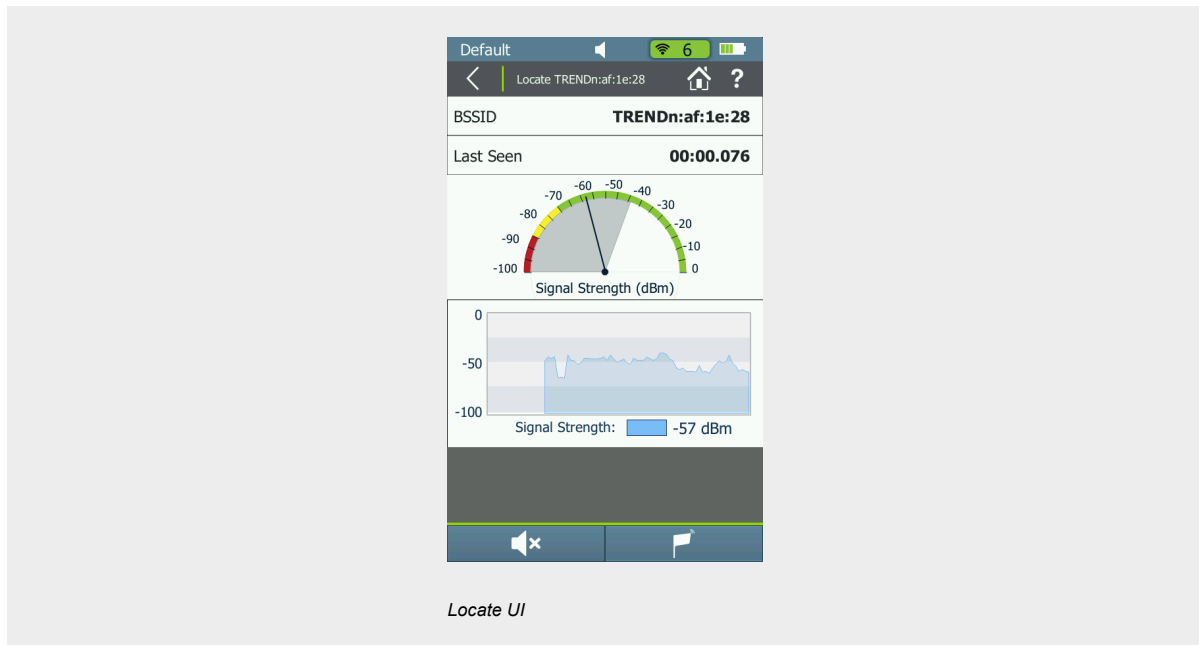 Default 6
Locate TRENDn:af:1e:28 ?
BSSID TRENDn:af:1e:28
Last Seen 00:00.076
-100 -90 -80 -70 -60 -50 -40 -30 -20 -10 0
Signal Strength (dBm)
0
-50
-100
Signal Strength: -57 dBm
Locate UI